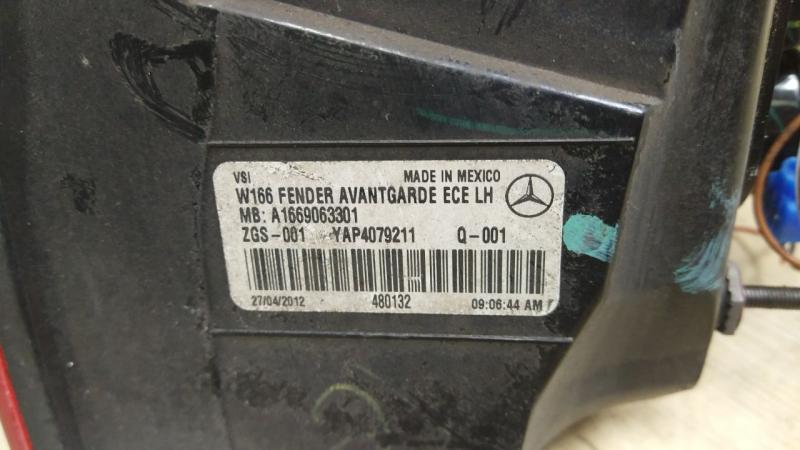 VSI MADE IN MEXICO
W166 FENDER AVANTGARDE ECE LH
MB: A1669063301
ZGS-001 YAP4079211 Q-001
27/04/2012 480132 09:06:44 AM